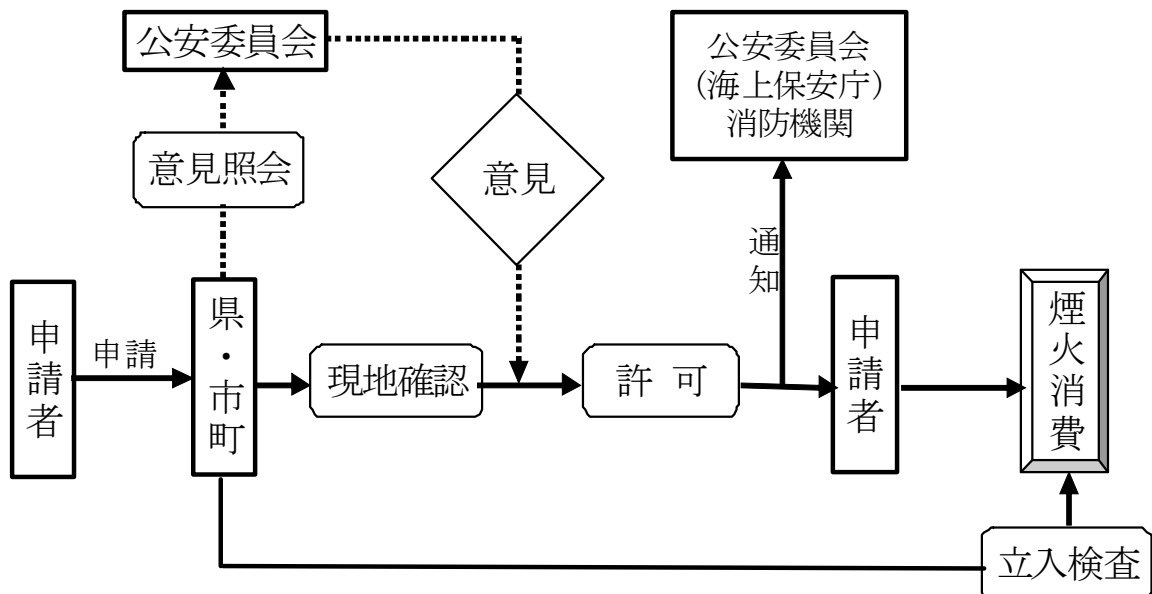 公安委員会
公安委員会
(海上保安庁)
消防機関
意見照会
意見
通知
申請者
申請
県・市町
現地確認
許 可
申請者
煙火消費
立入検査